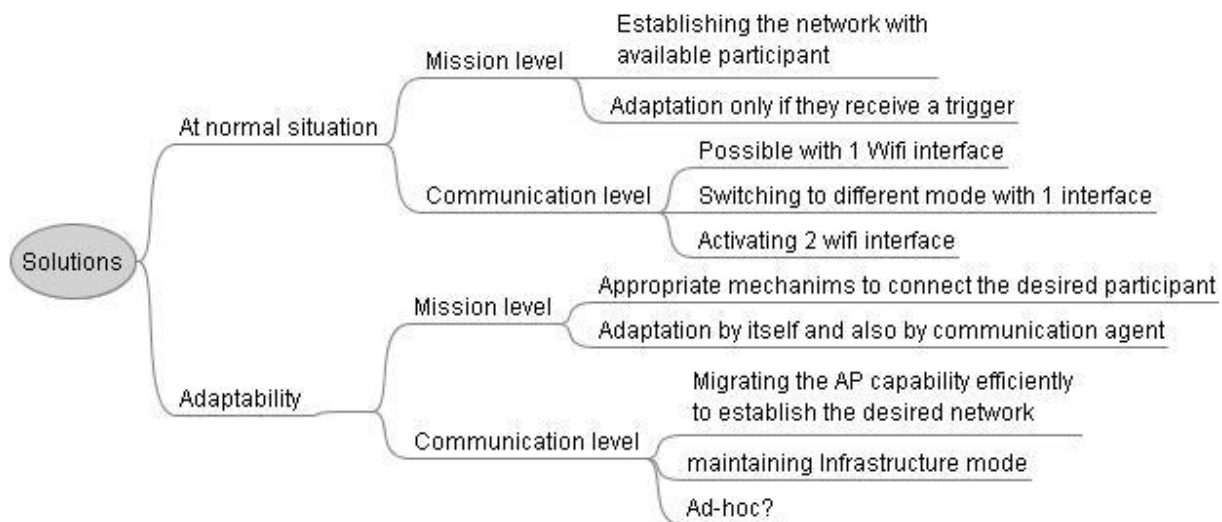 Establishing the network with
available participant
Mission level
Adaptation only if they receive a trigger
At normal situation
Possible with 1 Wifi interface
Communication level
Switching to different mode with 1 interface
Activating 2 wifi interface
Solutions
Appropriate mechanims to connect the desired participant
Mission level
Adaptation by itself and also by communication agent
Adaptability
Migrating the AP capability efficiently
to establish the desired network
Communication level
maintaining Infrastructure mode
Ad-hoc?